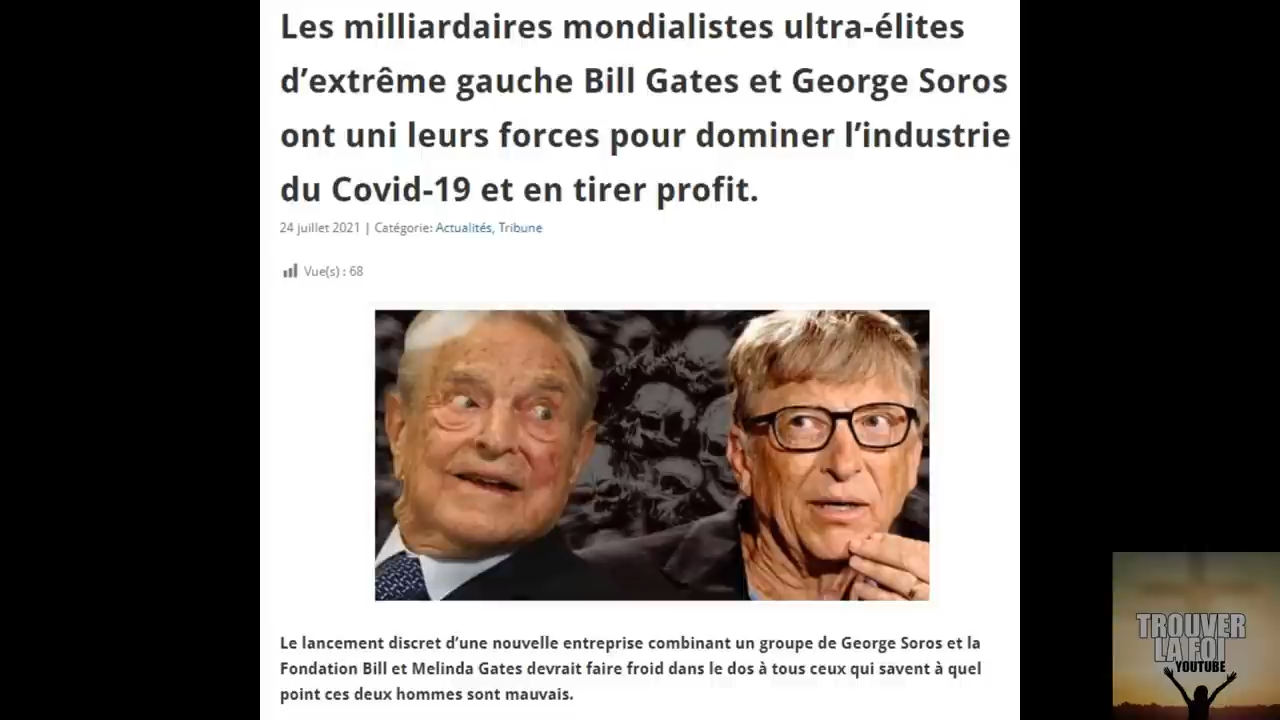 Les milliardaires mondialistes ultra-élites
d’extrême gauche Bill Gates et George Soros
ont uni leurs forces pour dominer l’industrie
du Covid-19 et en tirer profit.
24 juillet 2021 | Catégorie: Actualités, Tribune
Vue(s) : 68
Le lancement discret d’une nouvelle entreprise combinant un groupe de George Soros et la
Fondation Bill et Melinda Gates devrait faire froid dans le dos à tous ceux qui savent à quel
point ces deux hommes sont mauvais.
TROUVER
LA FOI
YOUTUBE